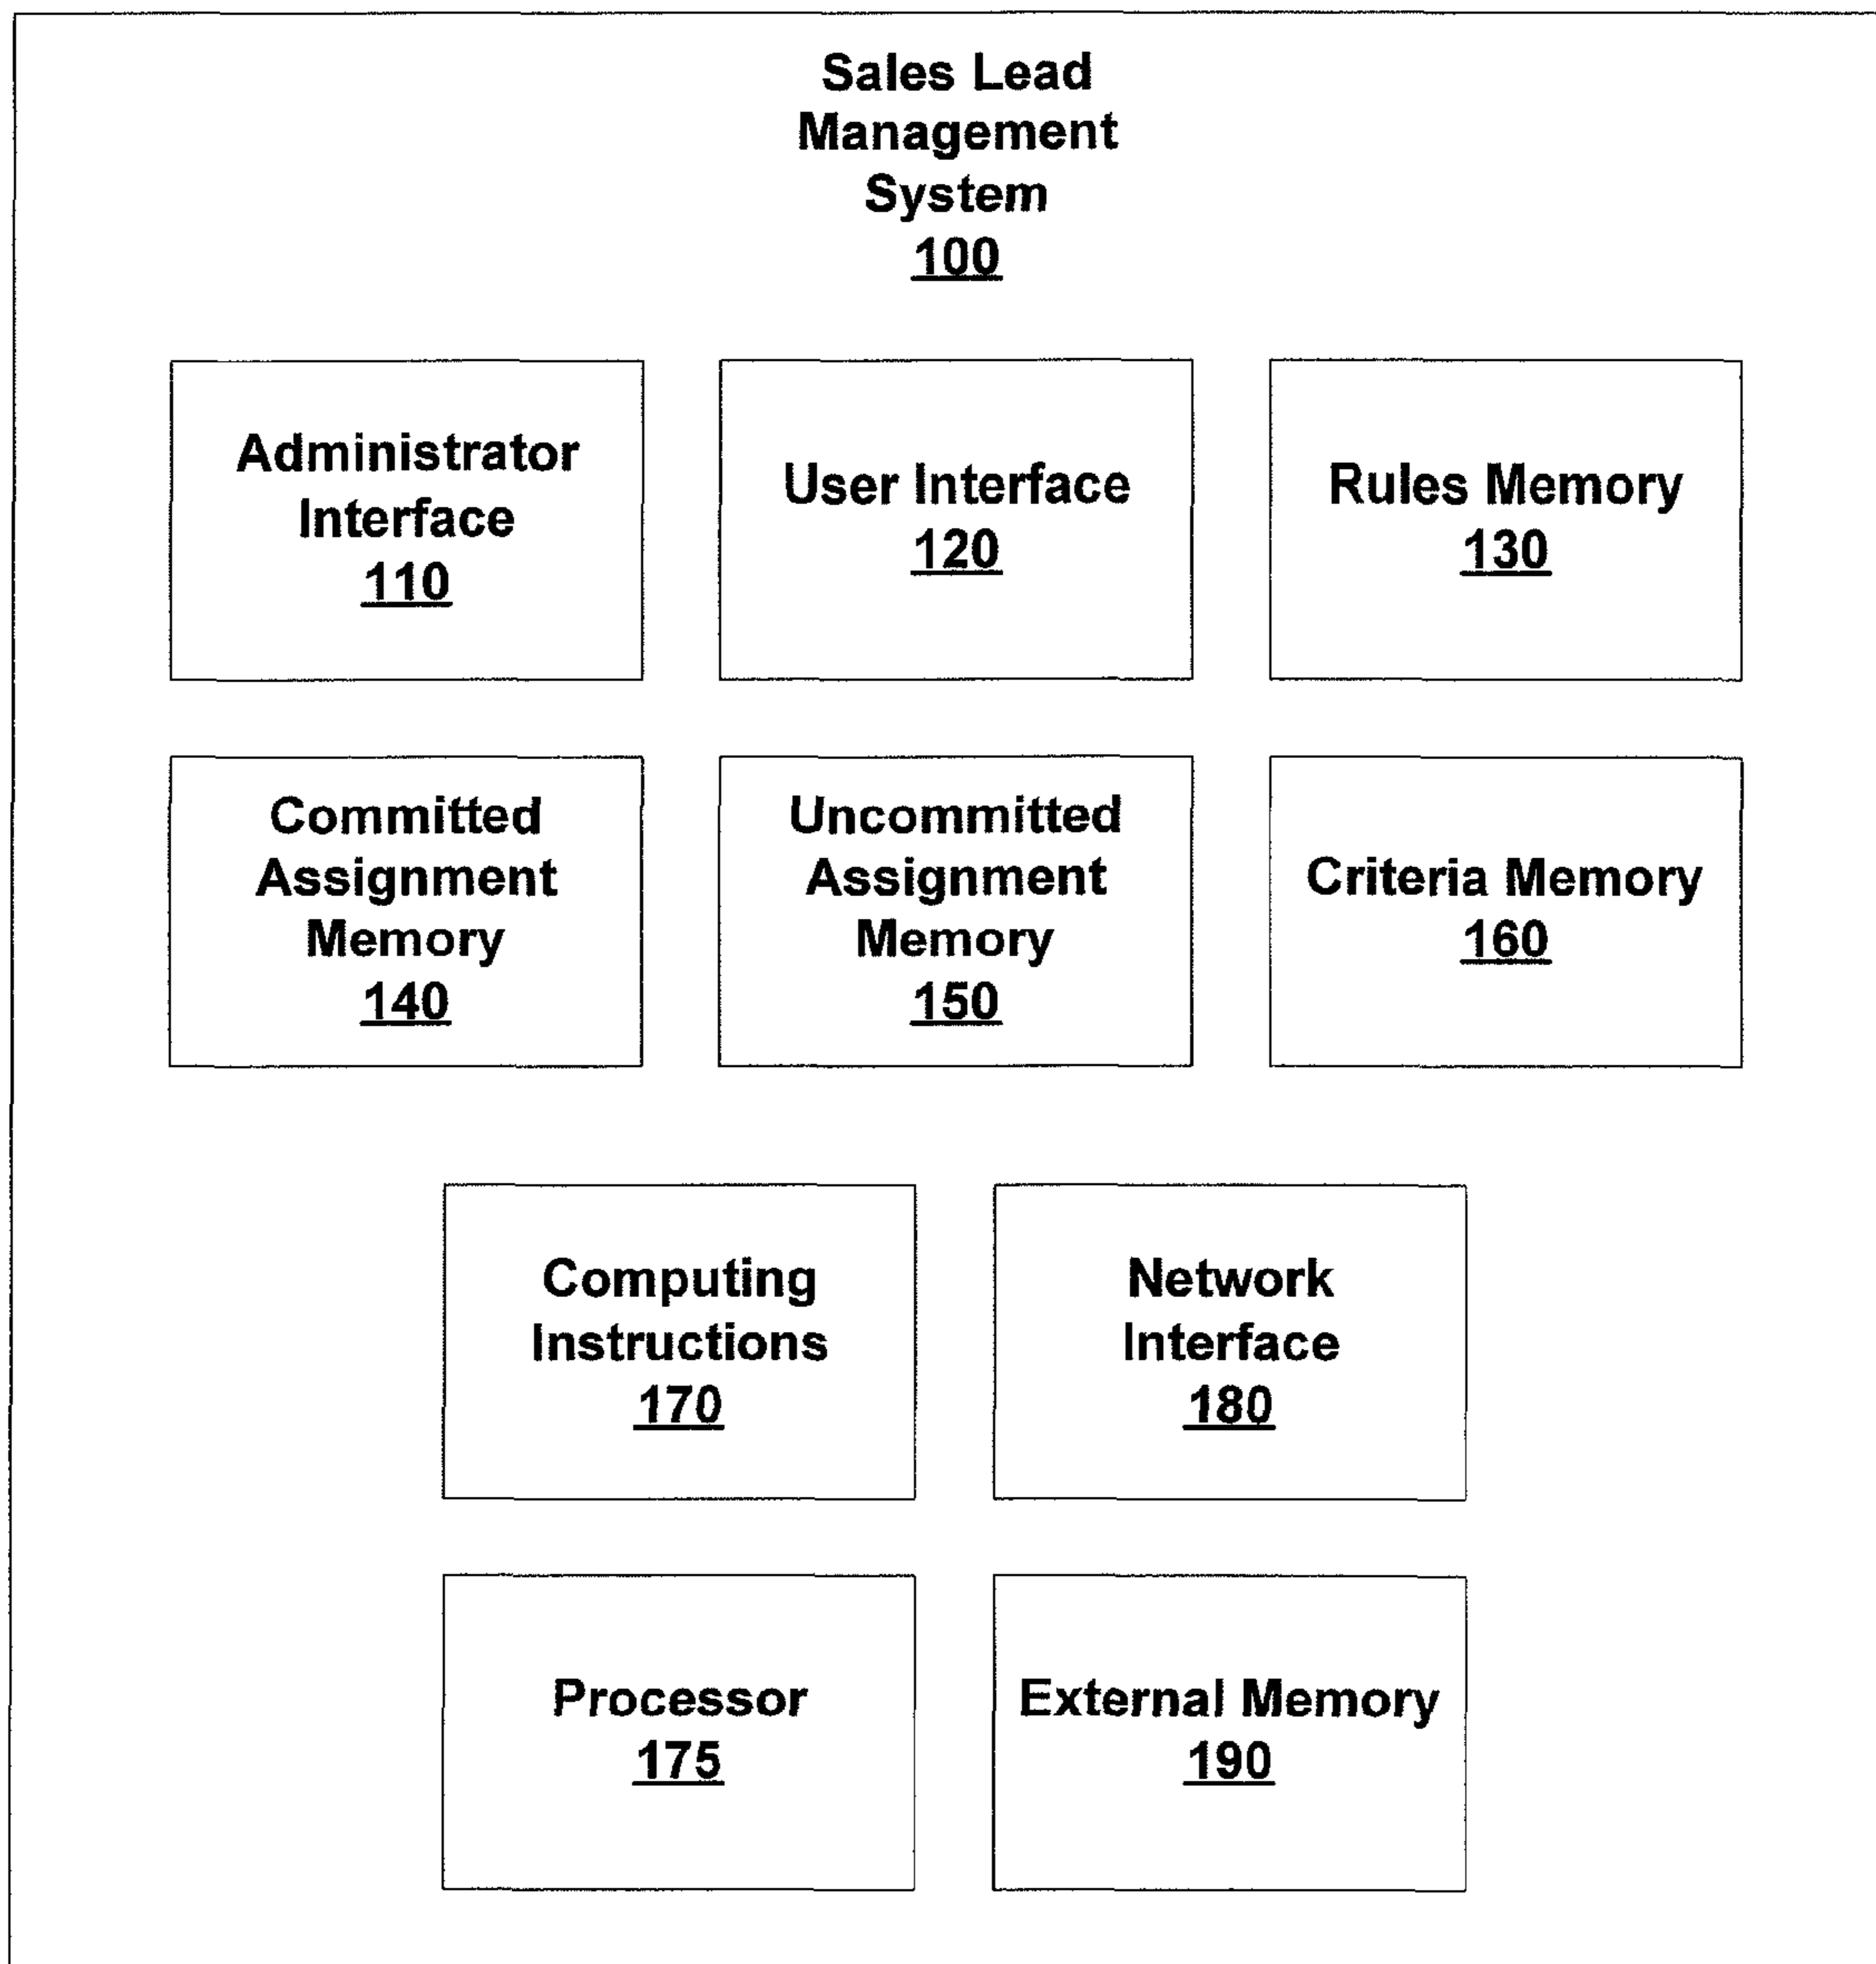 Sales Lead
Management
System
100
Administrator
Interface
110
User Interface
120
Rules Memory
130
Committed
Assignment
Memory
140
Uncommitted
Assignment
Memory
150
Criteria Memory
160
Computing
Instructions
170
Network
Interface
180
Processor
175
External Memory
190